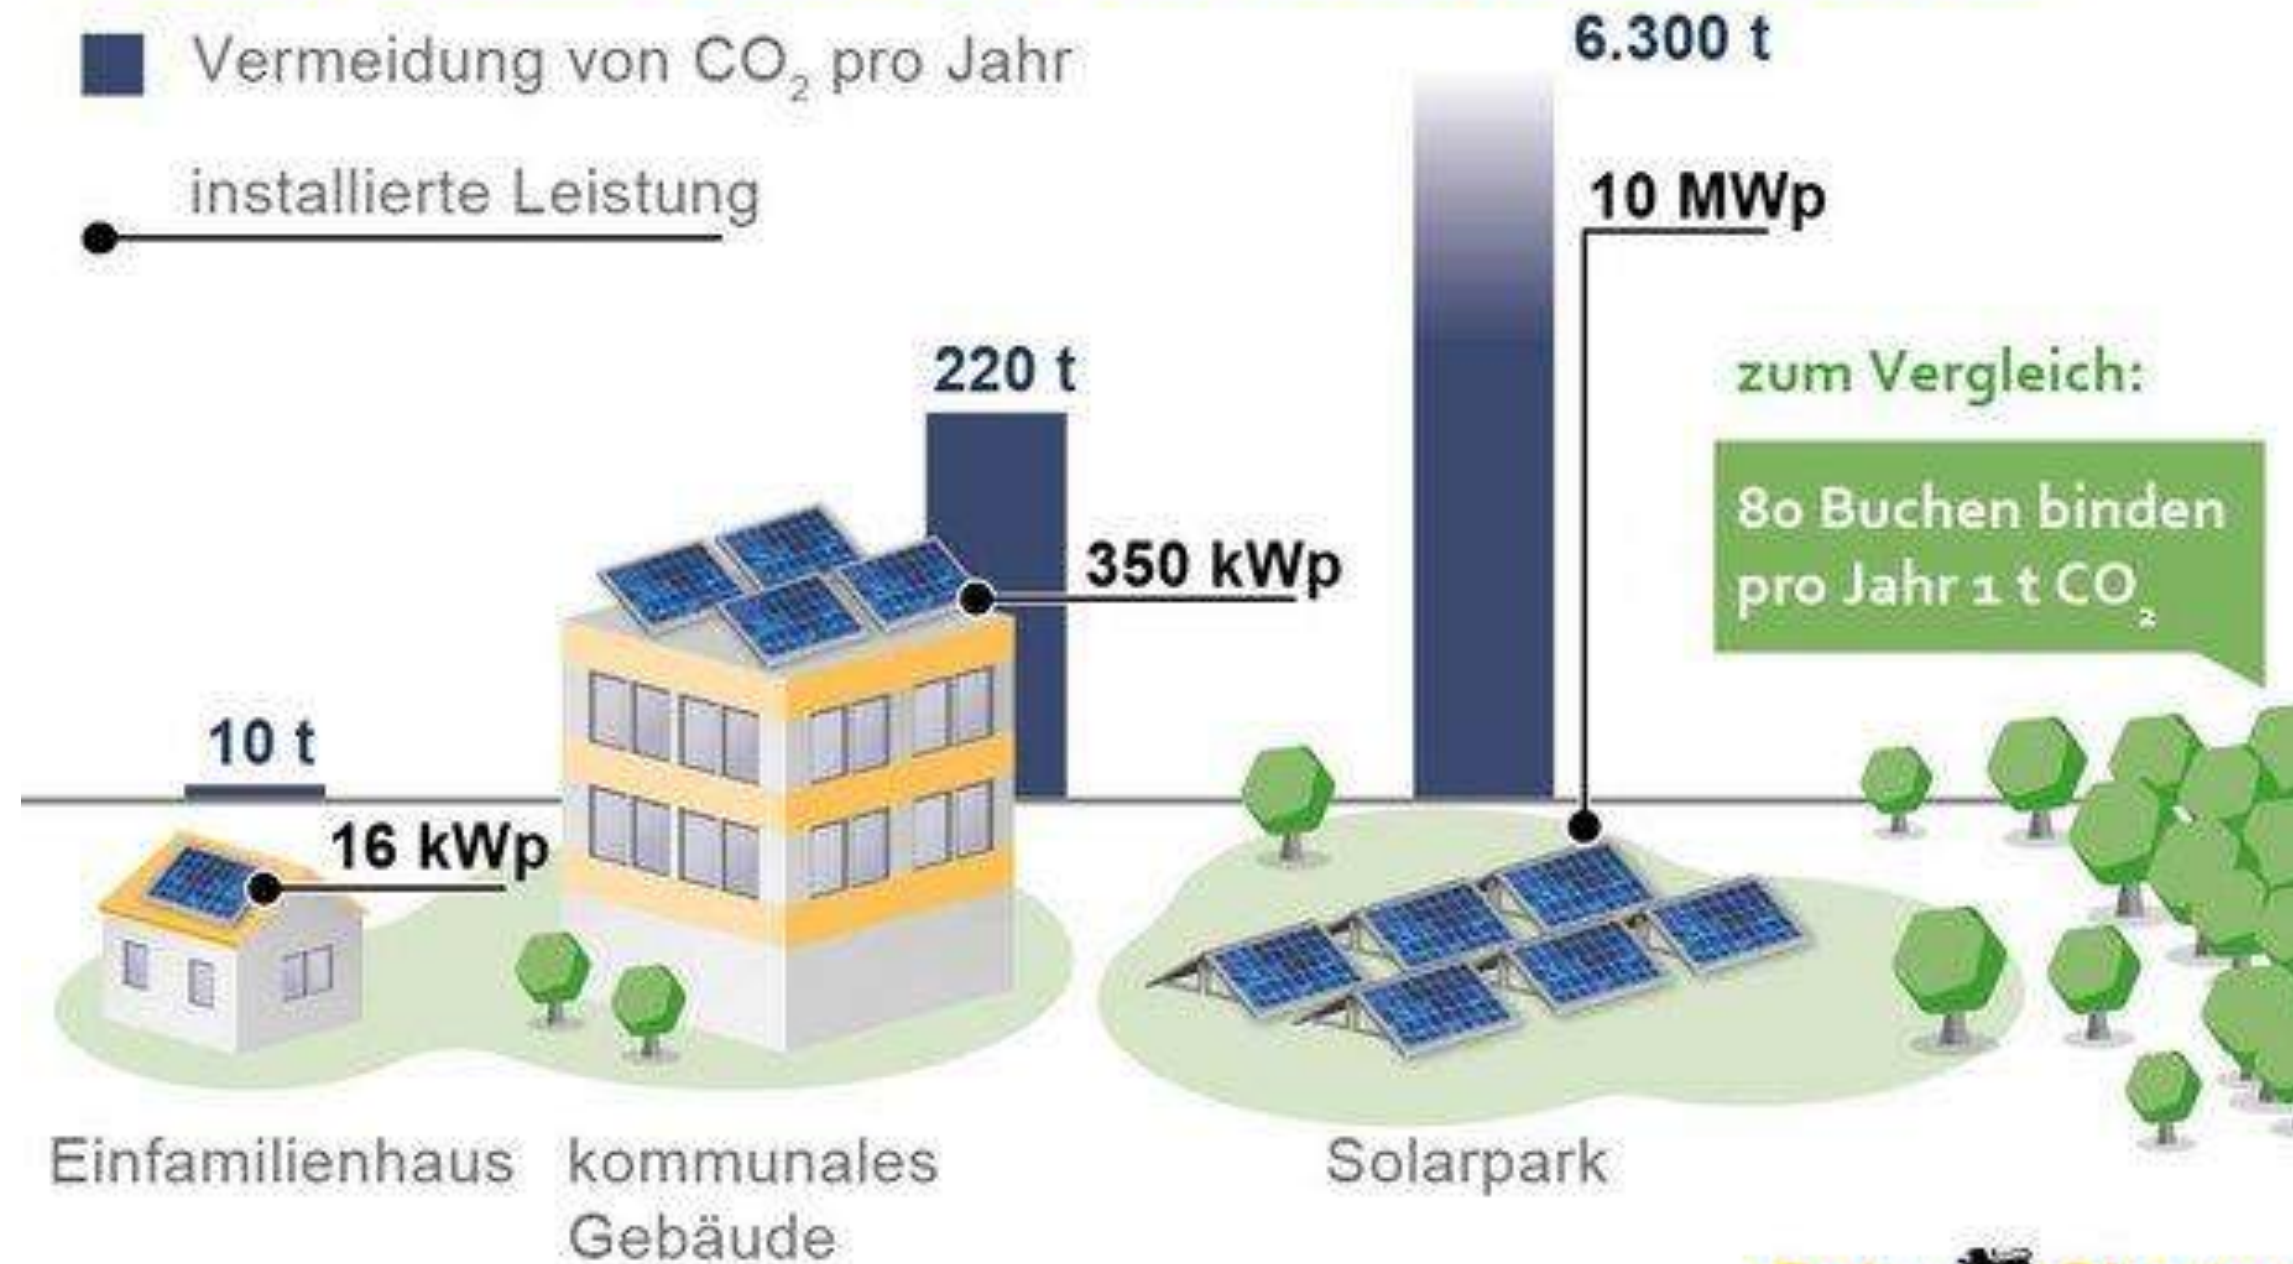 Vermeidung von CO₂ pro Jahr
installierte Leistung
6.300 t
10 MWp
220 t
350 kWp
zum Vergleich:
80 Buchen binden
pro Jahr 1 t CO₂
10 t
16 kWp
Einfamilienhaus
kommunales
Gebäude
Solarpark